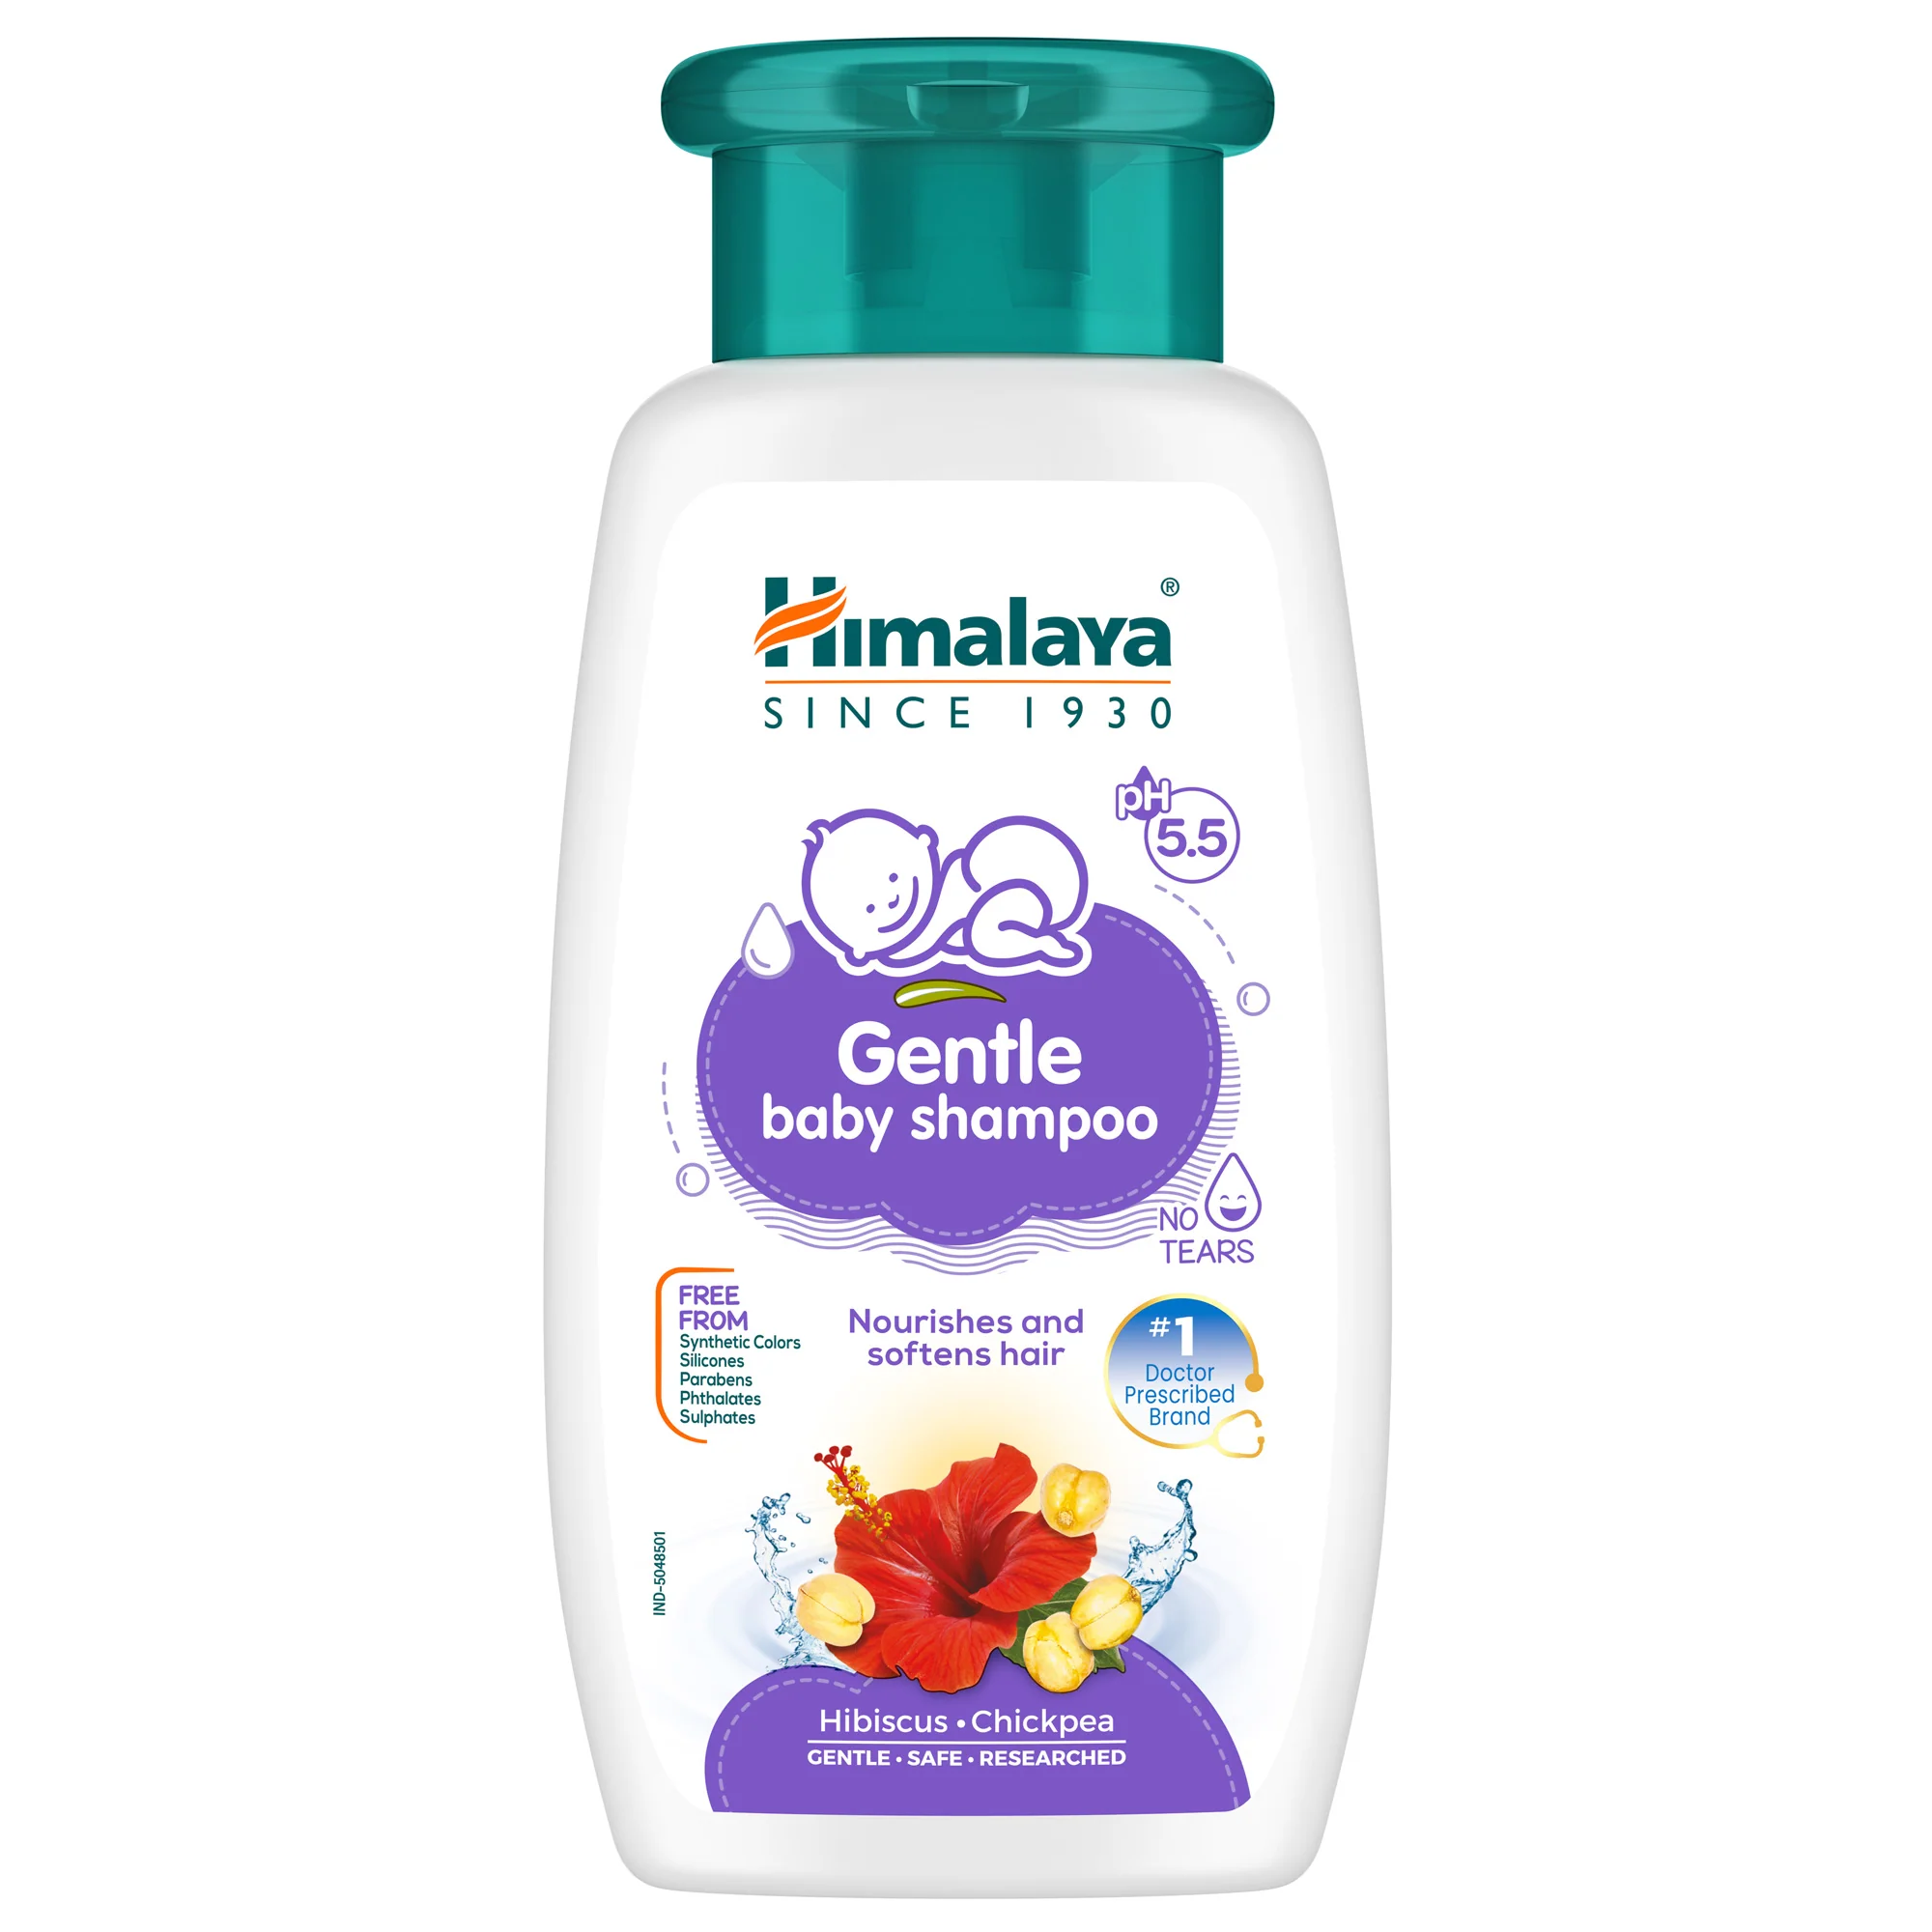 Himalaya®
SINCE 1930
pH
5.5
Gentle
baby shampoo
NO
TEARS
FREE
FROM
Synthetic Colors
Silicones
Parabens
Phthalates
Sulphates
Nourishes and
softens hair
#1
Doctor
Prescribed
Brand
IND-5048501
Hibiscus • Chickpea
GENTLE • SAFE • RESEARCHED